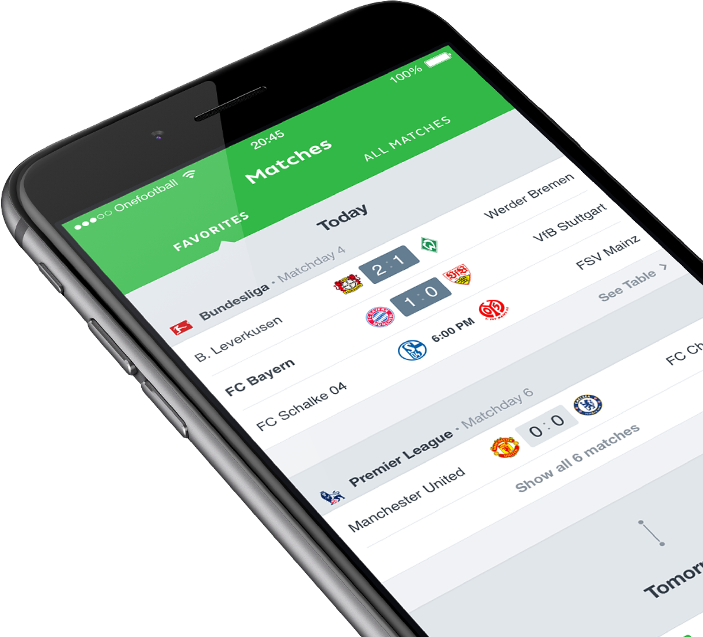 ●●●○○ Onefootball 20:45 100%
Matches
FAVORITES ALL MATCHES
Today
Bundesliga • Matchday 4
B. Leverkusen 2:1 Werder Bremen
FC Bayern 1:0 VfB Stuttgart
FC Schalke 04 6:00 PM FSV Mainz
See Table >
Premier League • Matchday 6
Manchester United 0:0 FC Ch
Show all 6 matches
Tomorr